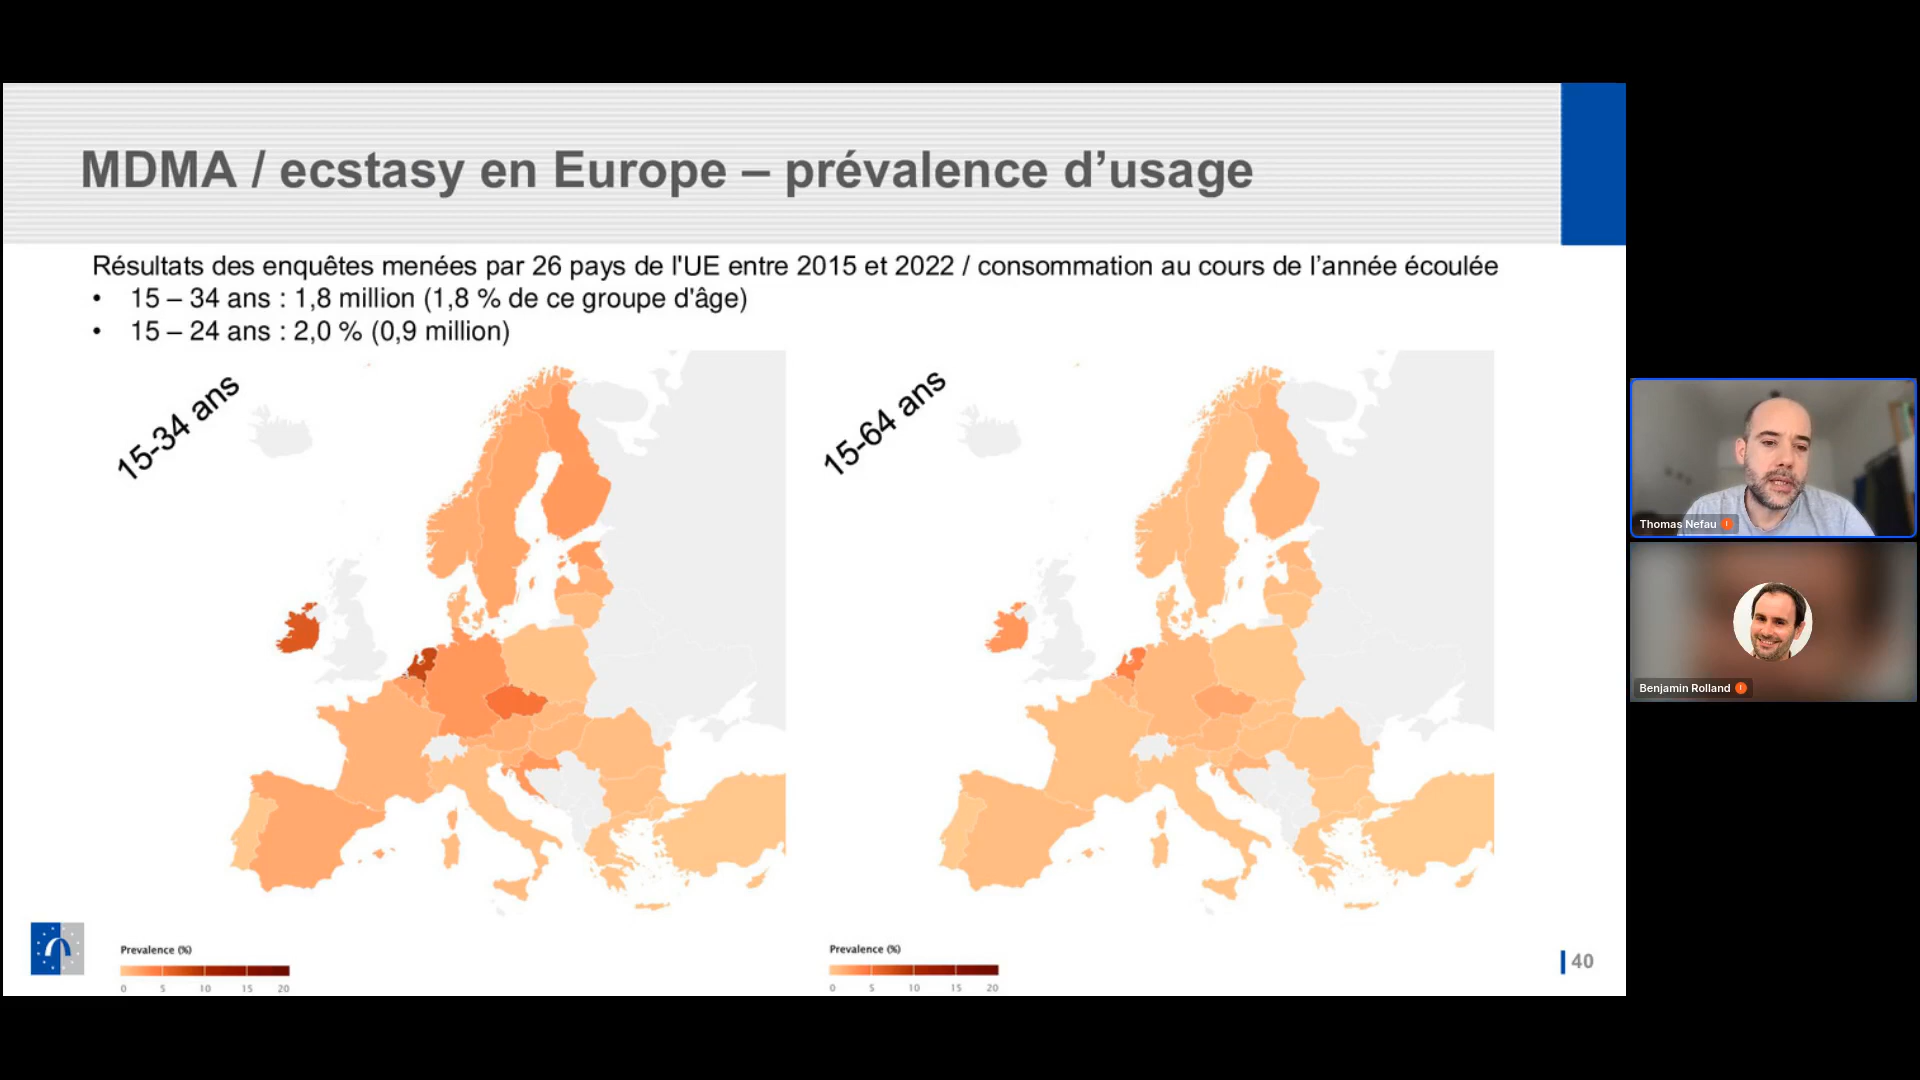 MDMA / ecstasy en Europe – prévalence d’usage
Résultats des enquêtes menées par 26 pays de l'UE entre 2015 et 2022 / consommation au cours de l’année écoulée
• 15 – 34 ans : 1,8 million (1,8 % de ce groupe d'âge)
• 15 – 24 ans : 2,0 % (0,9 million)
15-34 ans
15-64 ans
Prevalence (%)
0 5 10 15 20
Prevalence (%)
0 5 10 15 20
40
Thomas Nefau
Benjamin Rolland